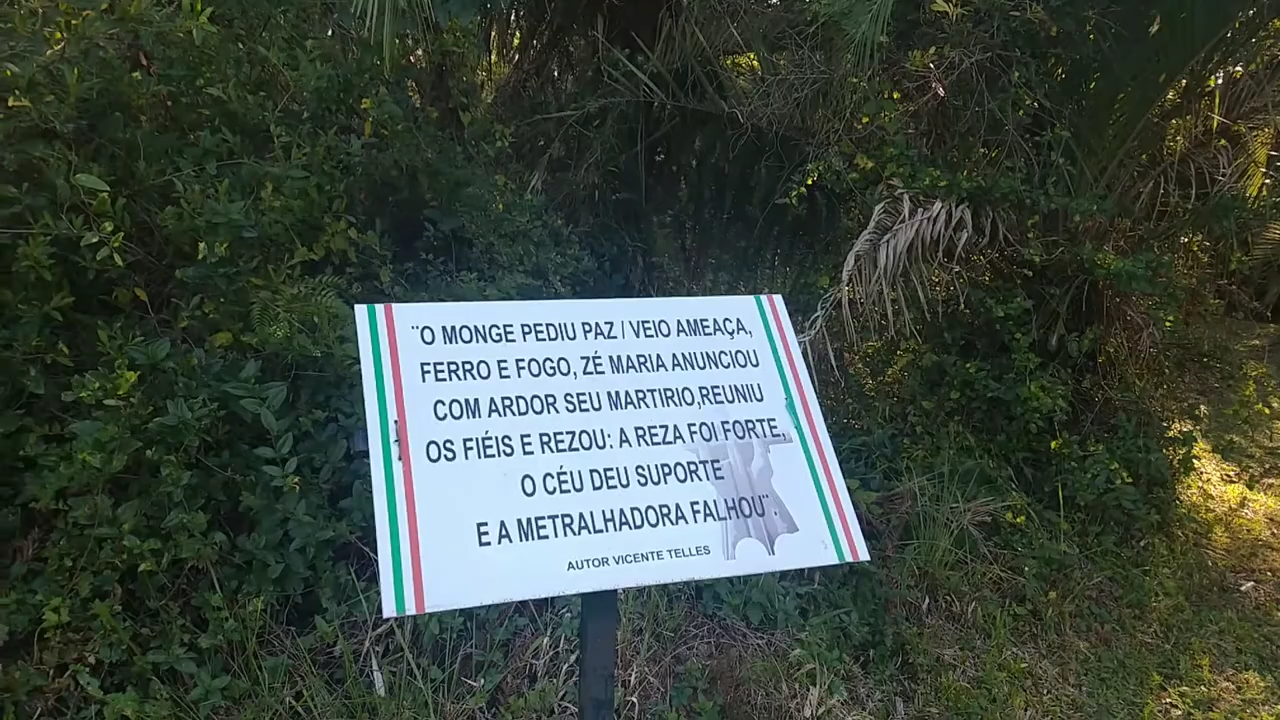 ¨O MONGE PEDIU PAZ / VEIO AMEAÇA,
FERRO E FOGO, ZÉ MARIA ANUNCIOU
COM ARDOR SEU MARTIRIO,REUNIU
OS FIÉIS E REZOU: A REZA FOI FORTE,
O CÉU DEU SUPORTE
E A METRALHADORA FALHOU¨.
AUTOR VICENTE TELLES